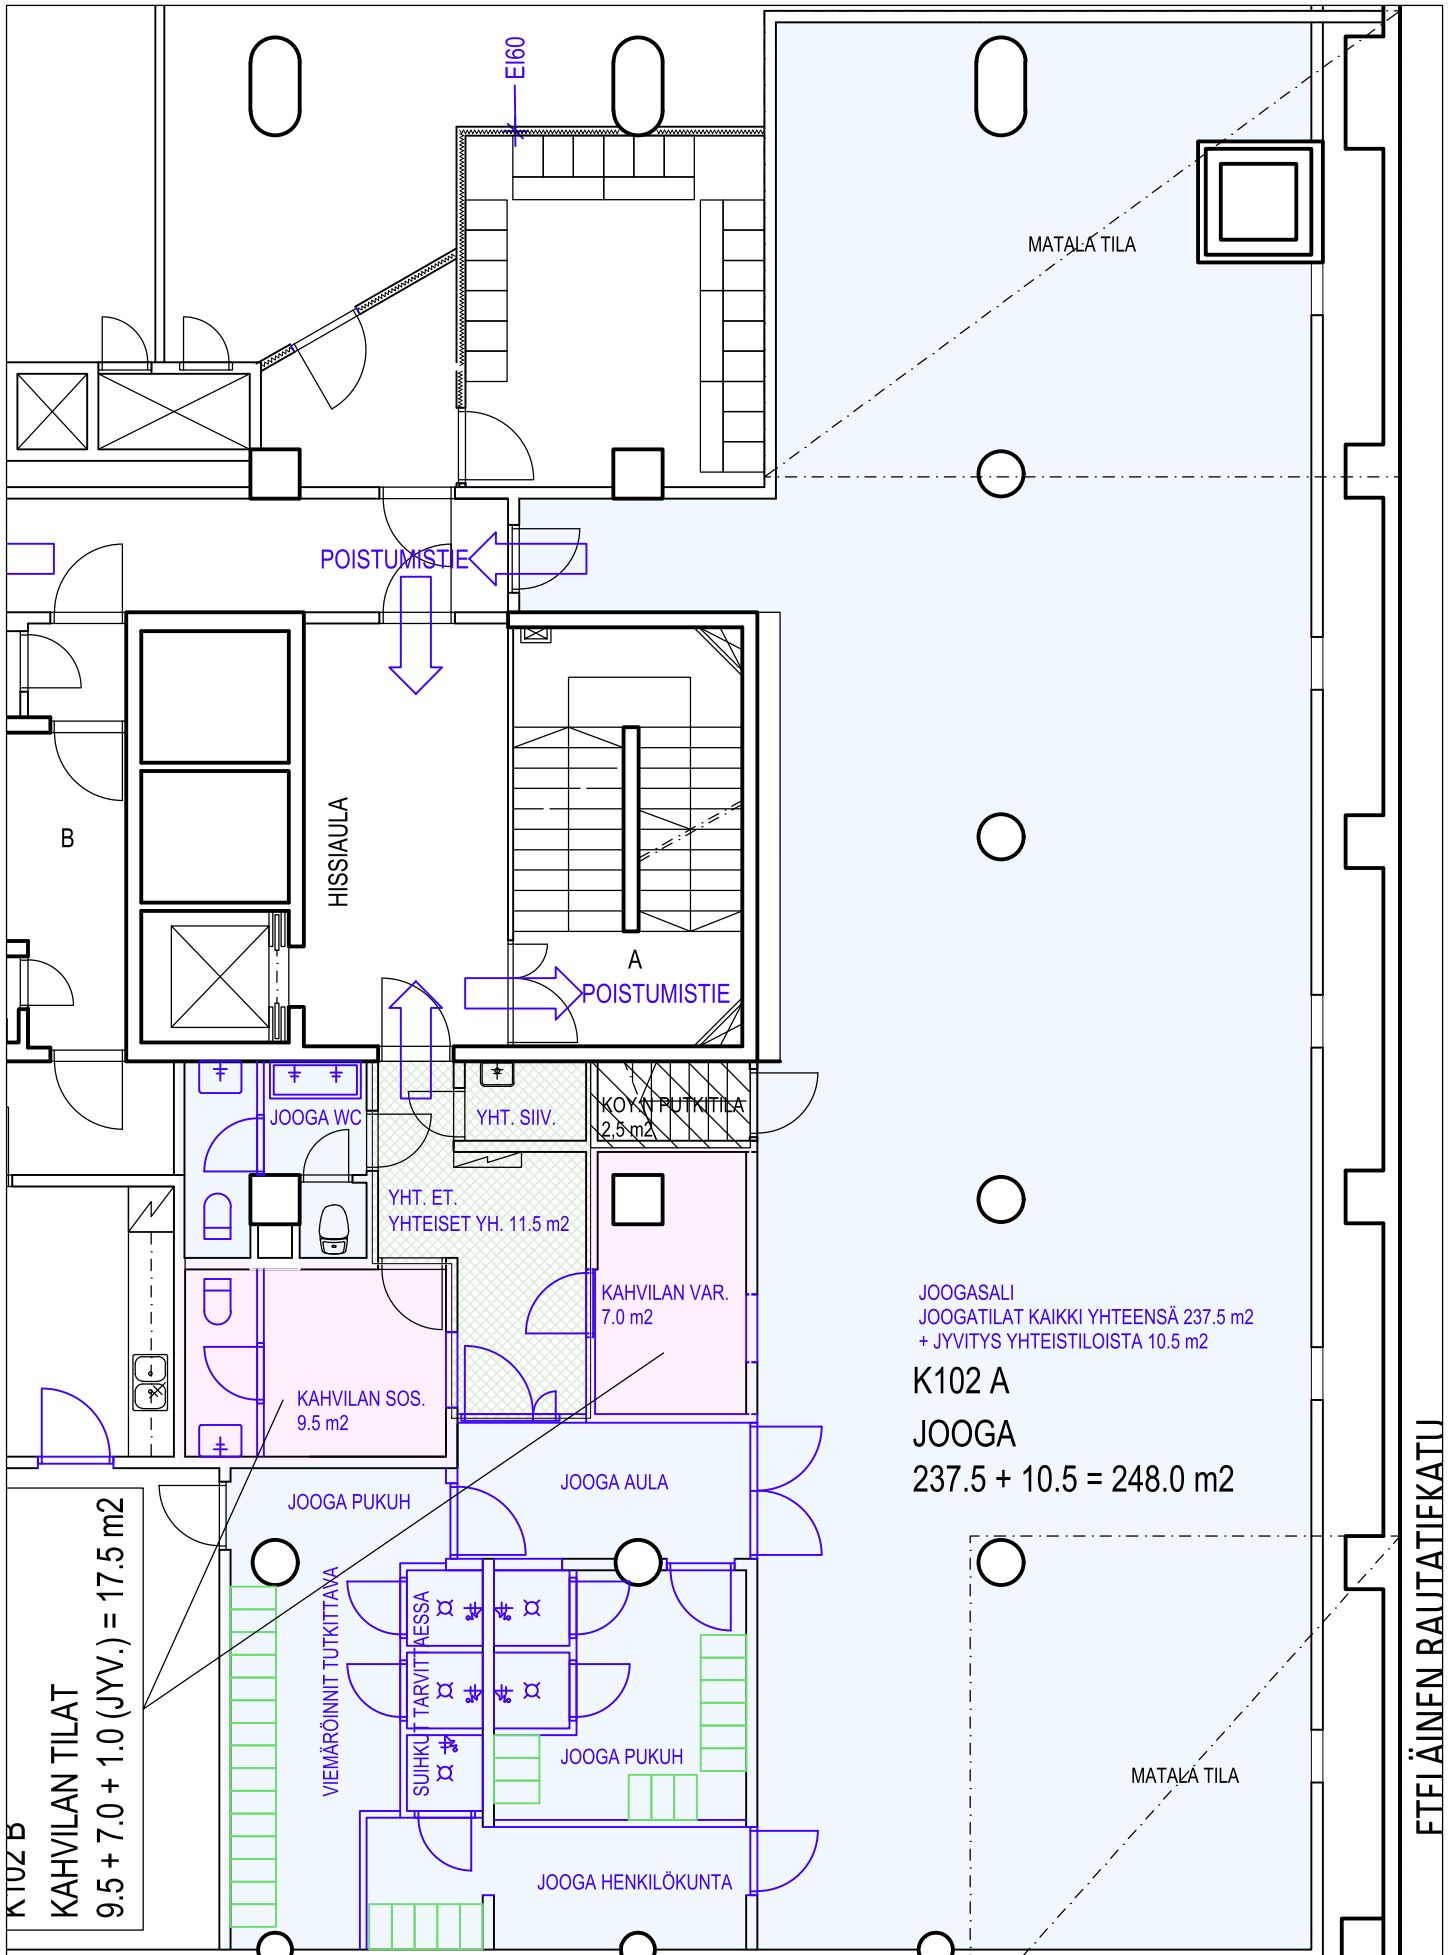 EI60
MATALA TILA
POISTUMISTIE
HISSIAULA
B
A
POISTUMISTIE
JOOGA WC
YHT. SIIV.
KOY:N PUTKITILA
2,5 m2
YHT. ET.
YHTEISET YH. 11.5 m2
KAHVILAN VAR.
7.0 m2
JOOGASALI
JOOGATILAT KAIKKI YHTEENSÄ 237.5 m2
+ JYVITYS YHTEISTILOISTA 10.5 m2
K102 A
JOOGA
237.5 + 10.5 = 248.0 m2
KAHVILAN SOS.
9.5 m2
JOOGA PUKUH
JOOGA AULA
VIEMÄRÖINNIT TUTKITTAVA
SUIHKUT TARVITTAESSA
JOOGA PUKUH
JOOGA HENKILÖKUNTA
MATALA TILA
K102 B
KAHVILAN TILAT
9.5 + 7.0 + 1.0 (JYV.) = 17.5 m2
ETELÄINEN RAUTATIEKATU